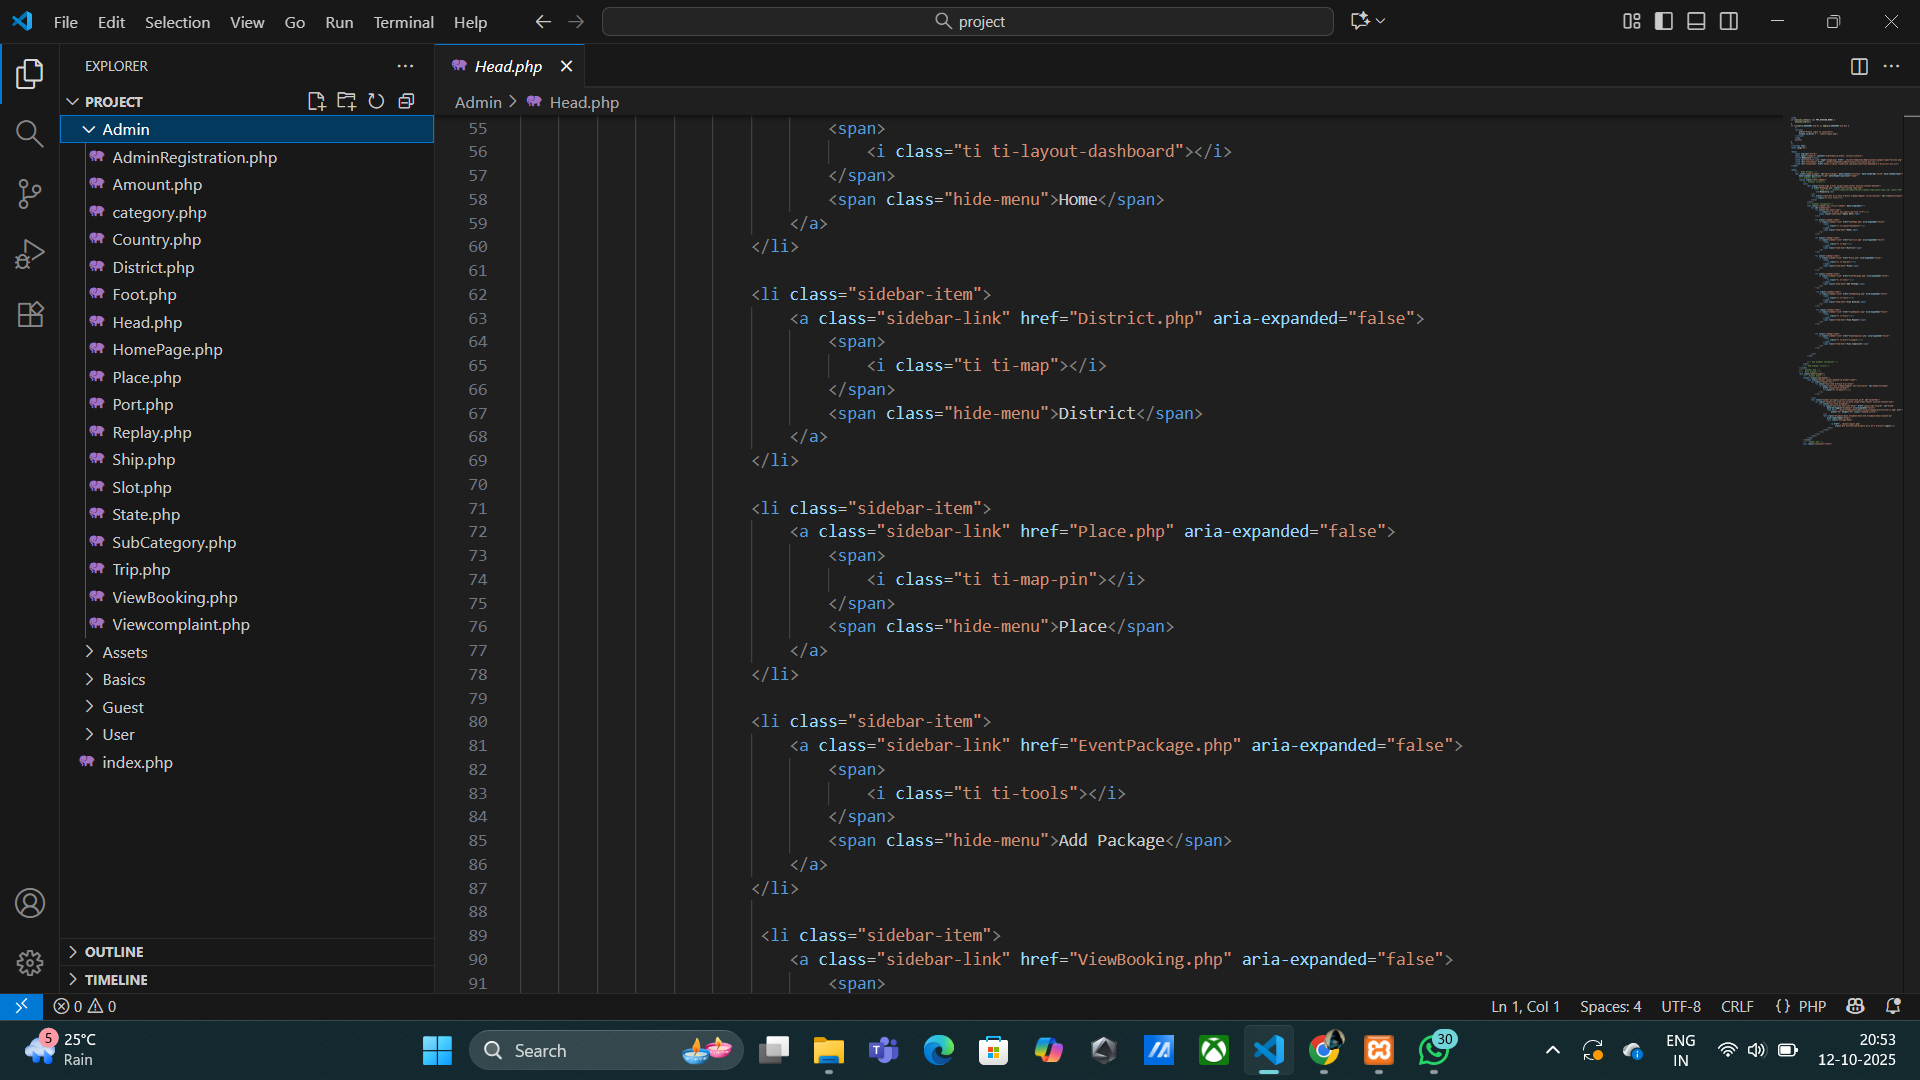 File Edit Selection View Go Run Terminal Help
project
EXPLORER
PROJECT
Admin
AdminRegistration.php
Amount.php
category.php
Country.php
District.php
Foot.php
Head.php
HomePage.php
Place.php
Port.php
Replay.php
Ship.php
Slot.php
State.php
SubCategory.php
Trip.php
ViewBooking.php
Viewcomplaint.php
Assets
Basics
Guest
User
index.php
OUTLINE
TIMELINE
Head.php
Admin > Head.php
55 <span>
56 <i class="ti ti-layout-dashboard"></i>
57 </span>
58 <span class="hide-menu">Home</span>
59 </a>
60 </li>
61
62 <li class="sidebar-item">
63 <a class="sidebar-link" href="District.php" aria-expanded="false">
64 <span>
65 <i class="ti ti-map"></i>
66 </span>
67 <span class="hide-menu">District</span>
68 </a>
69 </li>
70
71 <li class="sidebar-item">
72 <a class="sidebar-link" href="Place.php" aria-expanded="false">
73 <span>
74 <i class="ti ti-map-pin"></i>
75 </span>
76 <span class="hide-menu">Place</span>
77 </a>
78 </li>
79
80 <li class="sidebar-item">
81 <a class="sidebar-link" href="EventPackage.php" aria-expanded="false">
82 <span>
83 <i class="ti ti-tools"></i>
84 </span>
85 <span class="hide-menu">Add Package</span>
86 </a>
87 </li>
88
89 <li class="sidebar-item">
90 <a class="sidebar-link" href="ViewBooking.php" aria-expanded="false">
91 <span>
0 0
Ln 1, Col 1 Spaces: 4 UTF-8 CRLF {} PHP
5
25°C
Rain
Search
30
ENG
IN
20:53
12-10-2025